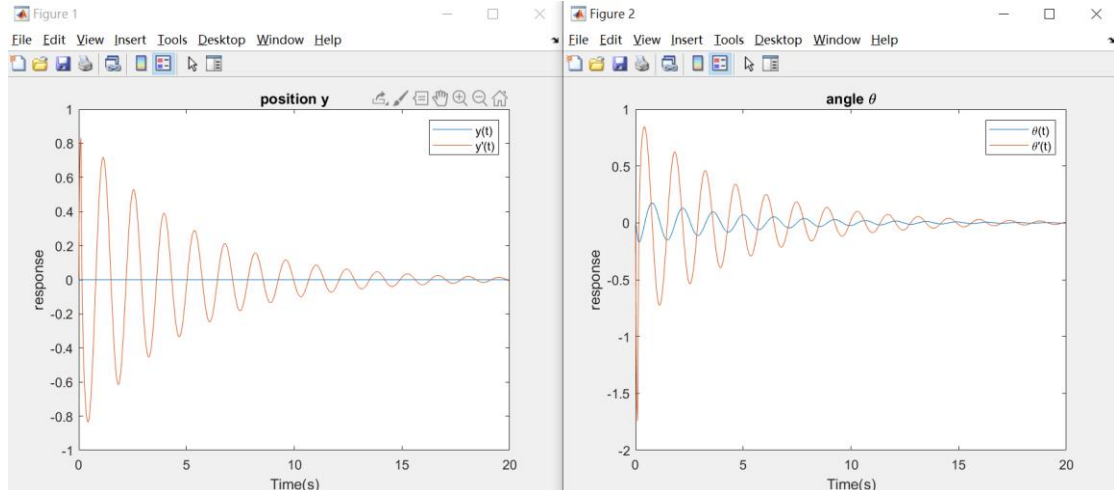 Figure 1
File Edit View Insert Tools Desktop Window Help
position y
y(t)
y'(t)
1
0.8
0.6
0.4
0.2
0
-0.2
-0.4
-0.6
-0.8
-1
response
0 5 10 15 20
Time(s)
Figure 2
File Edit View Insert Tools Desktop Window Help
angle θ
θ(t)
θ'(t)
1
0.5
0
-0.5
-1
-1.5
-2
response
0 5 10 15 20
Time(s)